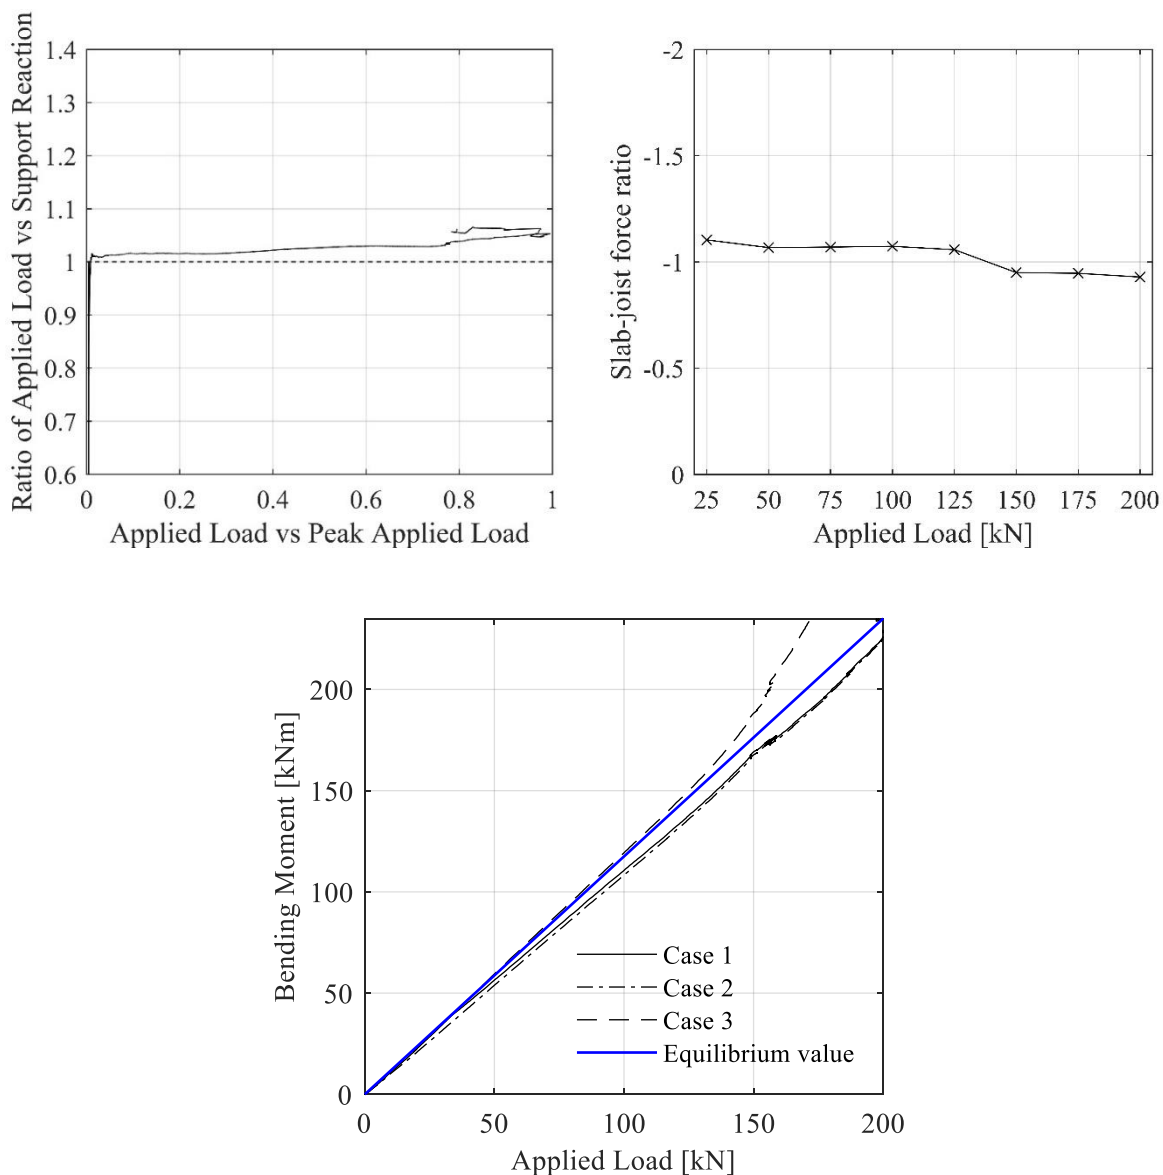 Ratio of Applied Load vs Support Reaction
1.4
1.3
1.2
1.1
1
0.9
0.8
0.7
0.6
0 0.2 0.4 0.6 0.8 1
Applied Load vs Peak Applied Load
Slab-joist force ratio
-2
-1.5
-1
-0.5
0
25 50 75 100 125 150 175 200
Applied Load [kN]
Bending Moment [kNm]
200
150
100
50
0
Case 1
Case 2
Case 3
Equilibrium value
0 50 100 150 200
Applied Load [kN]